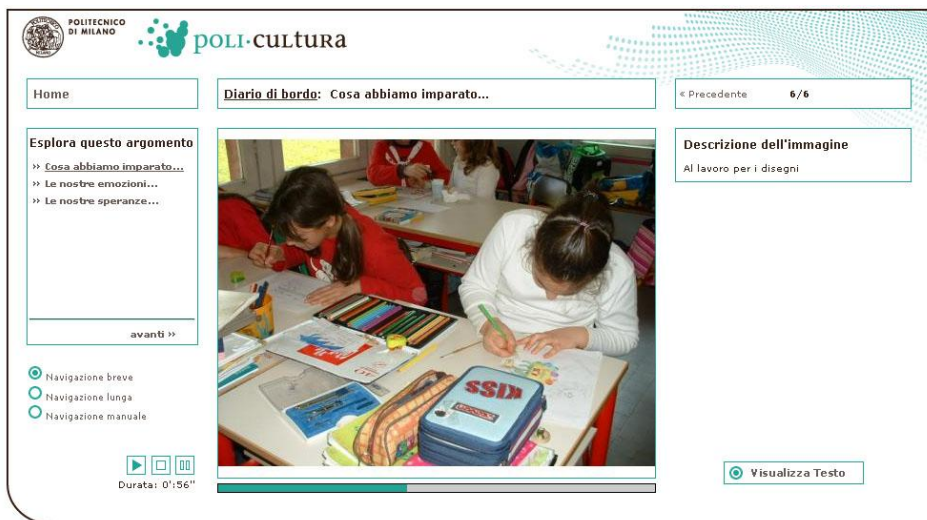 POLITECNICO
DI MILANO
POLI·CULTURA
Home
Diario di bordo: Cosa abbiamo imparato...
« Precedente 6/6
Esplora questo argomento
» Cosa abbiamo imparato...
» Le nostre emozioni...
» Le nostre speranze...
avanti »
Navigazione breve
Navigazione lunga
Navigazione manuale
Durata: 0':56"
KISS
Descrizione dell'immagine
Al lavoro per i disegni
Visualizza Testo